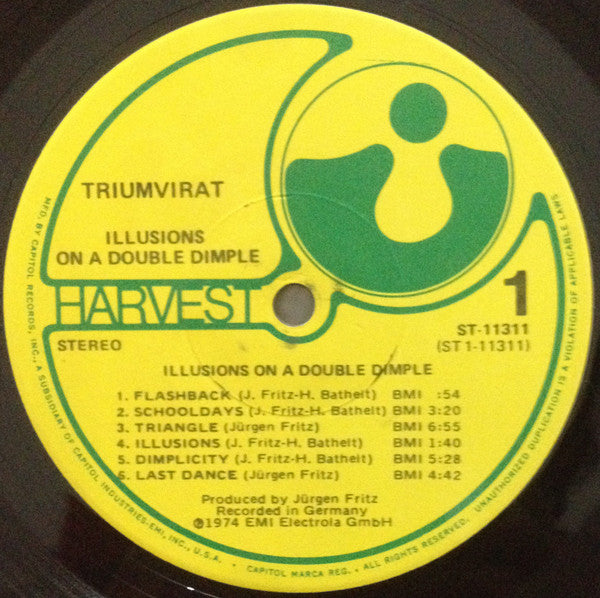 TRIUMVIRAT
ILLUSIONS
ON A DOUBLE DIMPLE
HARVEST
1
STEREO
ST-11311
(ST 1-11311)
ILLUSIONS ON A DOUBLE DIMPLE
1. FLASHBACK (J. Fritz-H. Bathelt) BMI :54
2. SCHOOLDAYS (J. Fritz-H. Bathelt) BMI 3:20
3. TRIANGLE (Jürgen Fritz) BMI 6:55
4. ILLUSIONS (J. Fritz-H. Bathelt) BMI 1:40
5. DIMPLICITY (J. Fritz-H. Bathelt) BMI 5:28
6. LAST DANCE (Jürgen Fritz) BMI 4:42
Produced by Jürgen Fritz
Recorded in Germany
℗1974 EMI Electrola GmbH
MFD. BY CAPITOL RECORDS, INC., A SUBSIDIARY OF CAPITOL INDUSTRIES-EMI, INC., U.S.A. • CAPITOL MARCA REG. • ALL RIGHTS RESERVED. UNAUTHORIZED DUPLICATION IS A VIOLATION OF APPLICABLE LAWS